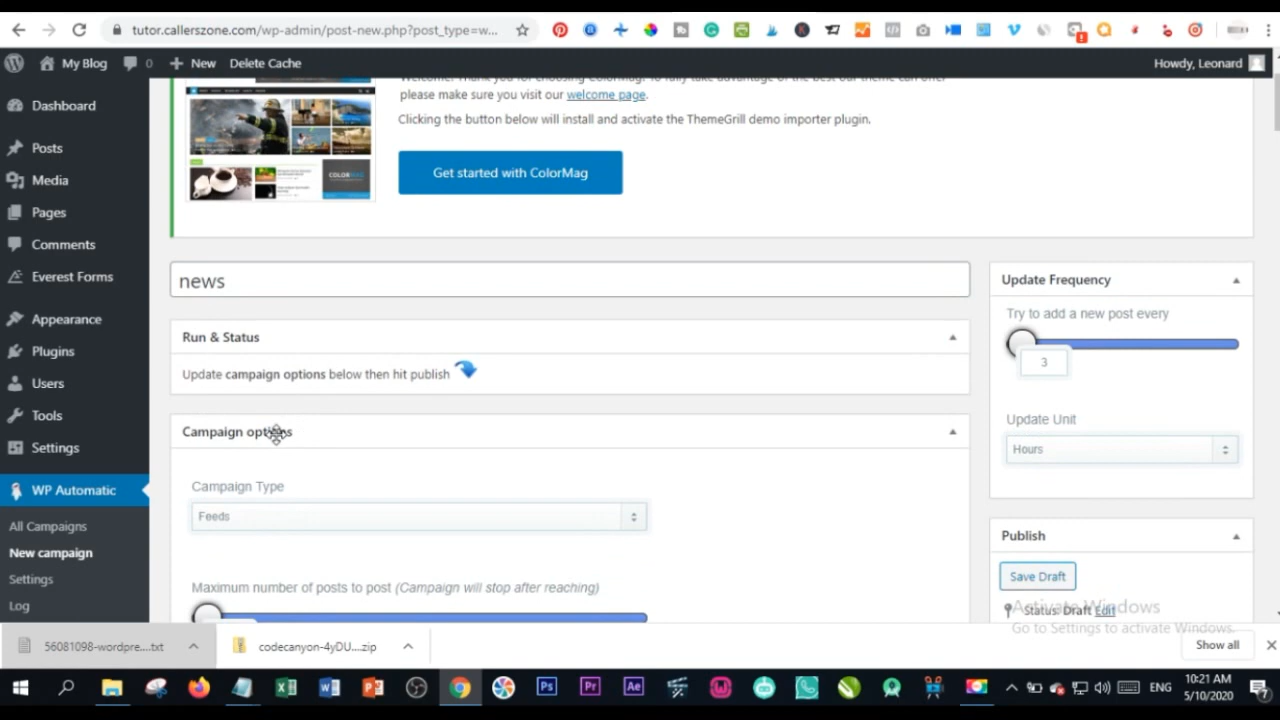 tutor.callerszone.com/wp-admin/post-new.php?post_type=w...
My Blog 0 New Delete Cache Howdy, Leonard
Welcome! Thank you for choosing ColorMag! To fully take advantage of the best our theme can offer
please make sure you visit our welcome page.
Clicking the button below will install and activate the ThemeGrill demo importer plugin.
COLORMAG
Get started with ColorMag
Dashboard
Posts
Media
Pages
Comments
Everest Forms
Appearance
Plugins
Users
Tools
Settings
WP Automatic
All Campaigns
New campaign
Settings
Log
news
Run & Status
Update campaign options below then hit publish
Campaign options
Campaign Type
Feeds
Maximum number of posts to post (Campaign will stop after reaching)
Update Frequency
Try to add a new post every
3
Update Unit
Hours
Publish
Save Draft
Status: Draft Edit
Activate Windows
Go to Settings to activate Windows.
56081098-wordpre....txt
codecanyon-4yDU....zip
Show all
Ps
Pr
Ae
ENG
10:21 AM
5/10/2020
7